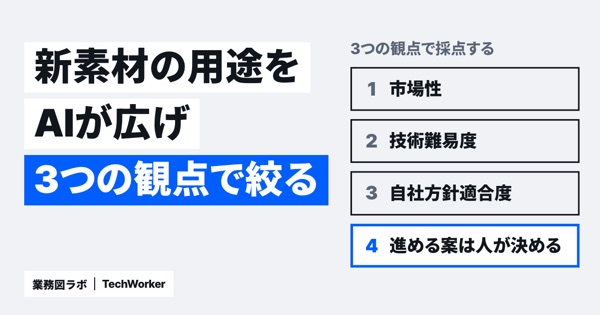 新素材の用途を
AIが広げ
3つの観点で絞る
3つの観点で採点する
1 市場性
2 技術難易度
3 自社方針適合度
4 進める案は人が決める
業務図ラボ | TechWorker